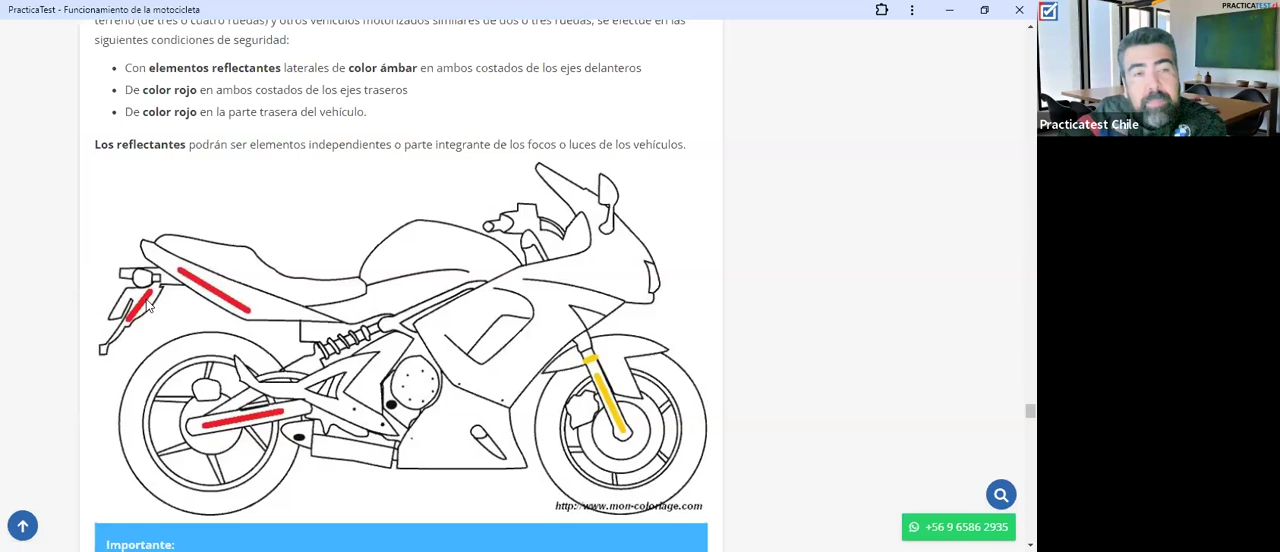 PracticaTest - Funcionamiento de la motocicleta
terreno (de tres o cuatro ruedas) y otros vehículos motorizados similares de dos o tres ruedas, se efectúe en las
siguientes condiciones de seguridad:
Con elementos reflectantes laterales de color ámbar en ambos costados de los ejes delanteros
De color rojo en ambos costados de los ejes traseros
De color rojo en la parte trasera del vehículo.
Los reflectantes podrán ser elementos independientes o parte integrante de los focos o luces de los vehículos.
http://www.mon-coloriage.com
Importante:
+56 9 6586 2935
Practicatest Chile